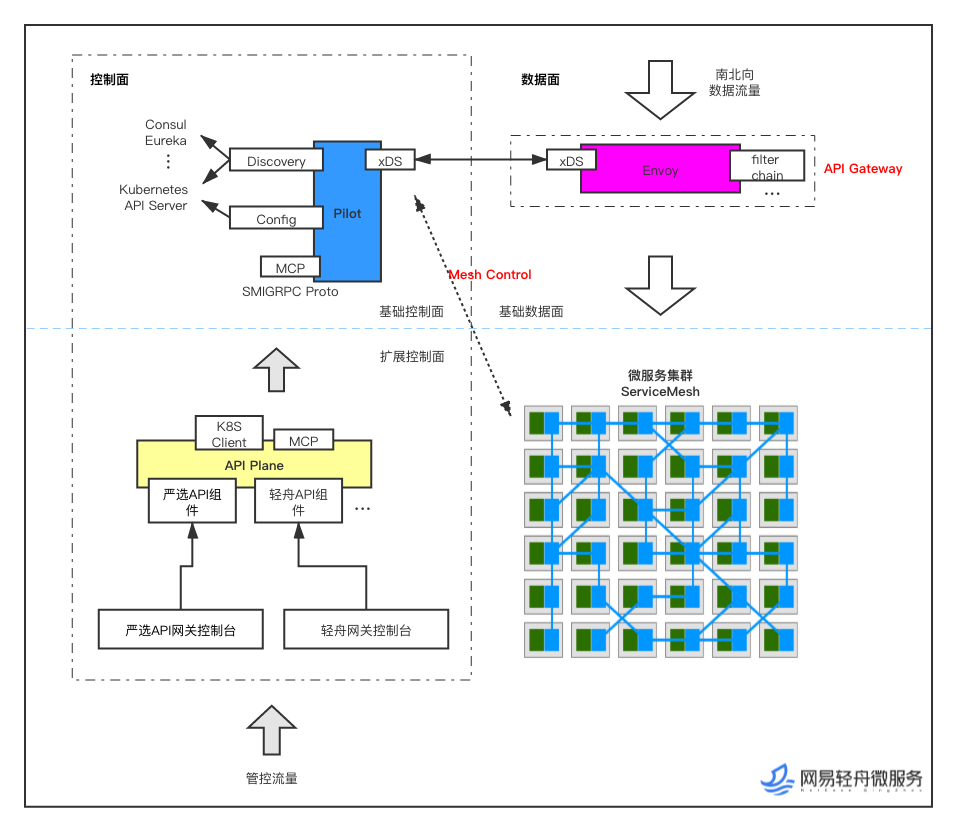 控制面
数据面
南北向
数据流量
Consul
Eureka
⋮
Kubernetes
API Server
Discovery
Config
MCP
SMIGRPC Proto
Pilot
xDS
xDS
Envoy
filter
chain
...
API Gateway
Mesh Control
基础控制面
基础数据面
扩展控制面
微服务集群
ServiceMesh
K8S
Client
MCP
API Plane
严选API组
件
轻舟API组
件
...
严选API网关控制台
轻舟网关控制台
管控流量
网易轻舟微服务